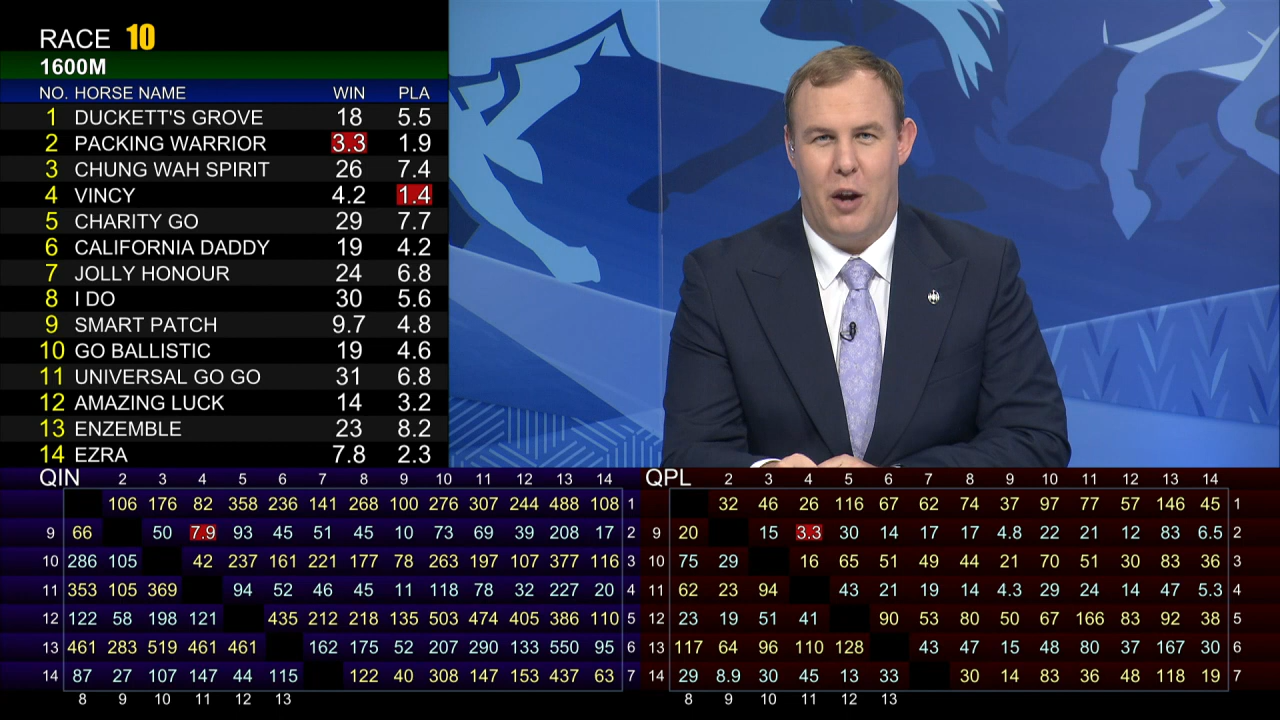 RACE 10
1600M
NO. HORSE NAME WIN PLA
1 DUCKETT'S GROVE 18 5.5
2 PACKING WARRIOR 3.3 1.9
3 CHUNG WAH SPIRIT 26 7.4
4 VINCY 4.2 1.4
5 CHARITY GO 29 7.7
6 CALIFORNIA DADDY 19 4.2
7 JOLLY HONOUR 24 6.8
8 I DO 30 5.6
9 SMART PATCH 9.7 4.8
10 GO BALLISTIC 19 4.6
11 UNIVERSAL GO GO 31 6.8
12 AMAZING LUCK 14 3.2
13 ENZEMBLE 23 8.2
14 EZRA 7.8 2.3
QIN 2 3 4 5 6 7 8 9 10 11 12 13 14
106 176 82 358 236 141 268 100 276 307 244 488 108 1
9 66 50 7.9 93 45 51 45 10 73 69 39 208 17 2
10 286 105 42 237 161 221 177 78 263 197 107 377 116 3
11 353 105 369 94 52 46 45 11 118 78 32 227 20 4
12 122 58 198 121 435 212 218 135 503 474 405 386 110 5
13 461 283 519 461 461 162 175 52 207 290 133 550 95 6
14 87 27 107 147 44 115 122 40 308 147 153 437 63 7
8 9 10 11 12 13
QPL 2 3 4 5 6 7 8 9 10 11 12 13 14
32 46 26 116 67 62 74 37 97 77 57 146 45 1
9 20 15 3.3 30 14 17 17 4.8 22 21 12 83 6.5 2
10 75 29 16 65 51 49 44 21 70 51 30 83 36 3
11 62 23 94 43 21 19 14 4.3 29 24 14 47 5.3 4
12 23 19 51 41 90 53 80 50 67 166 83 92 38 5
13 117 64 96 110 128 43 47 15 48 80 37 167 30 6
14 29 8.9 30 45 13 33 30 14 83 36 48 118 19 7
8 9 10 11 12 13